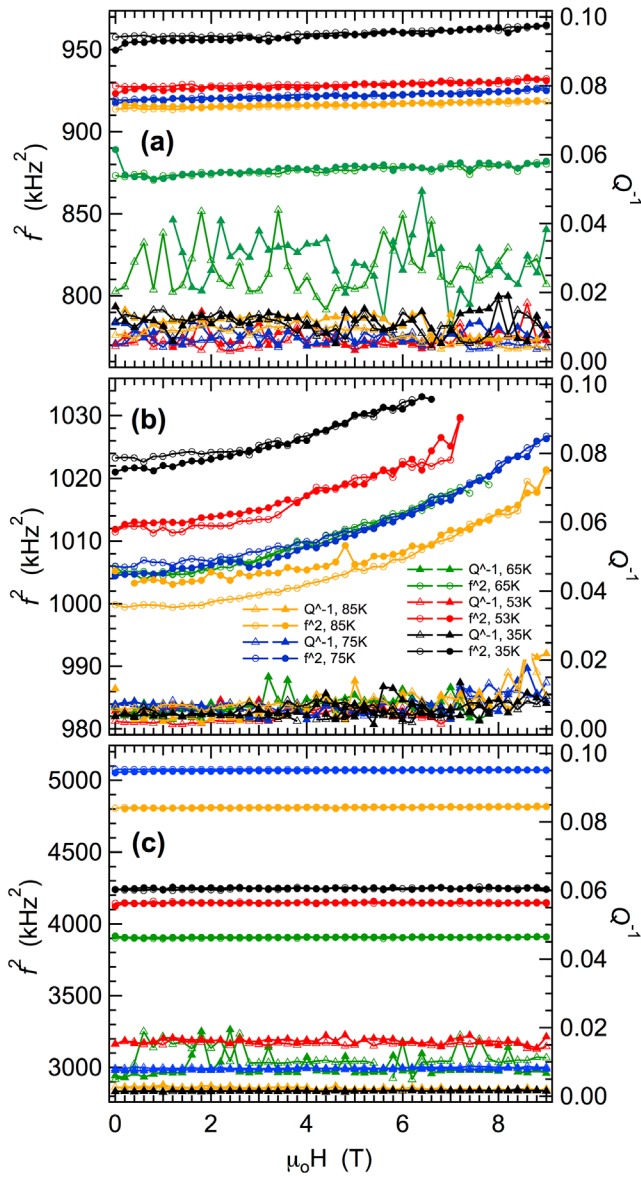 (a)
f² (kHz²)
950
900
850
800
0.10
0.08
0.06
0.04
0.02
0.00
Q⁻¹
(b)
f² (kHz²)
1030
1020
1010
1000
990
980
0.10
0.08
0.06
0.04
0.02
0.00
Q⁻¹
Q^-1, 85K
f^2, 85K
Q^-1, 75K
f^2, 75K
Q^-1, 65K
f^2, 65K
Q^-1, 53K
f^2, 53K
Q^-1, 35K
f^2, 35K
(c)
f² (kHz²)
5000
4500
4000
3500
3000
0.10
0.08
0.06
0.04
0.02
0.00
Q⁻¹
0 2 4 6 8
μₒH (T)